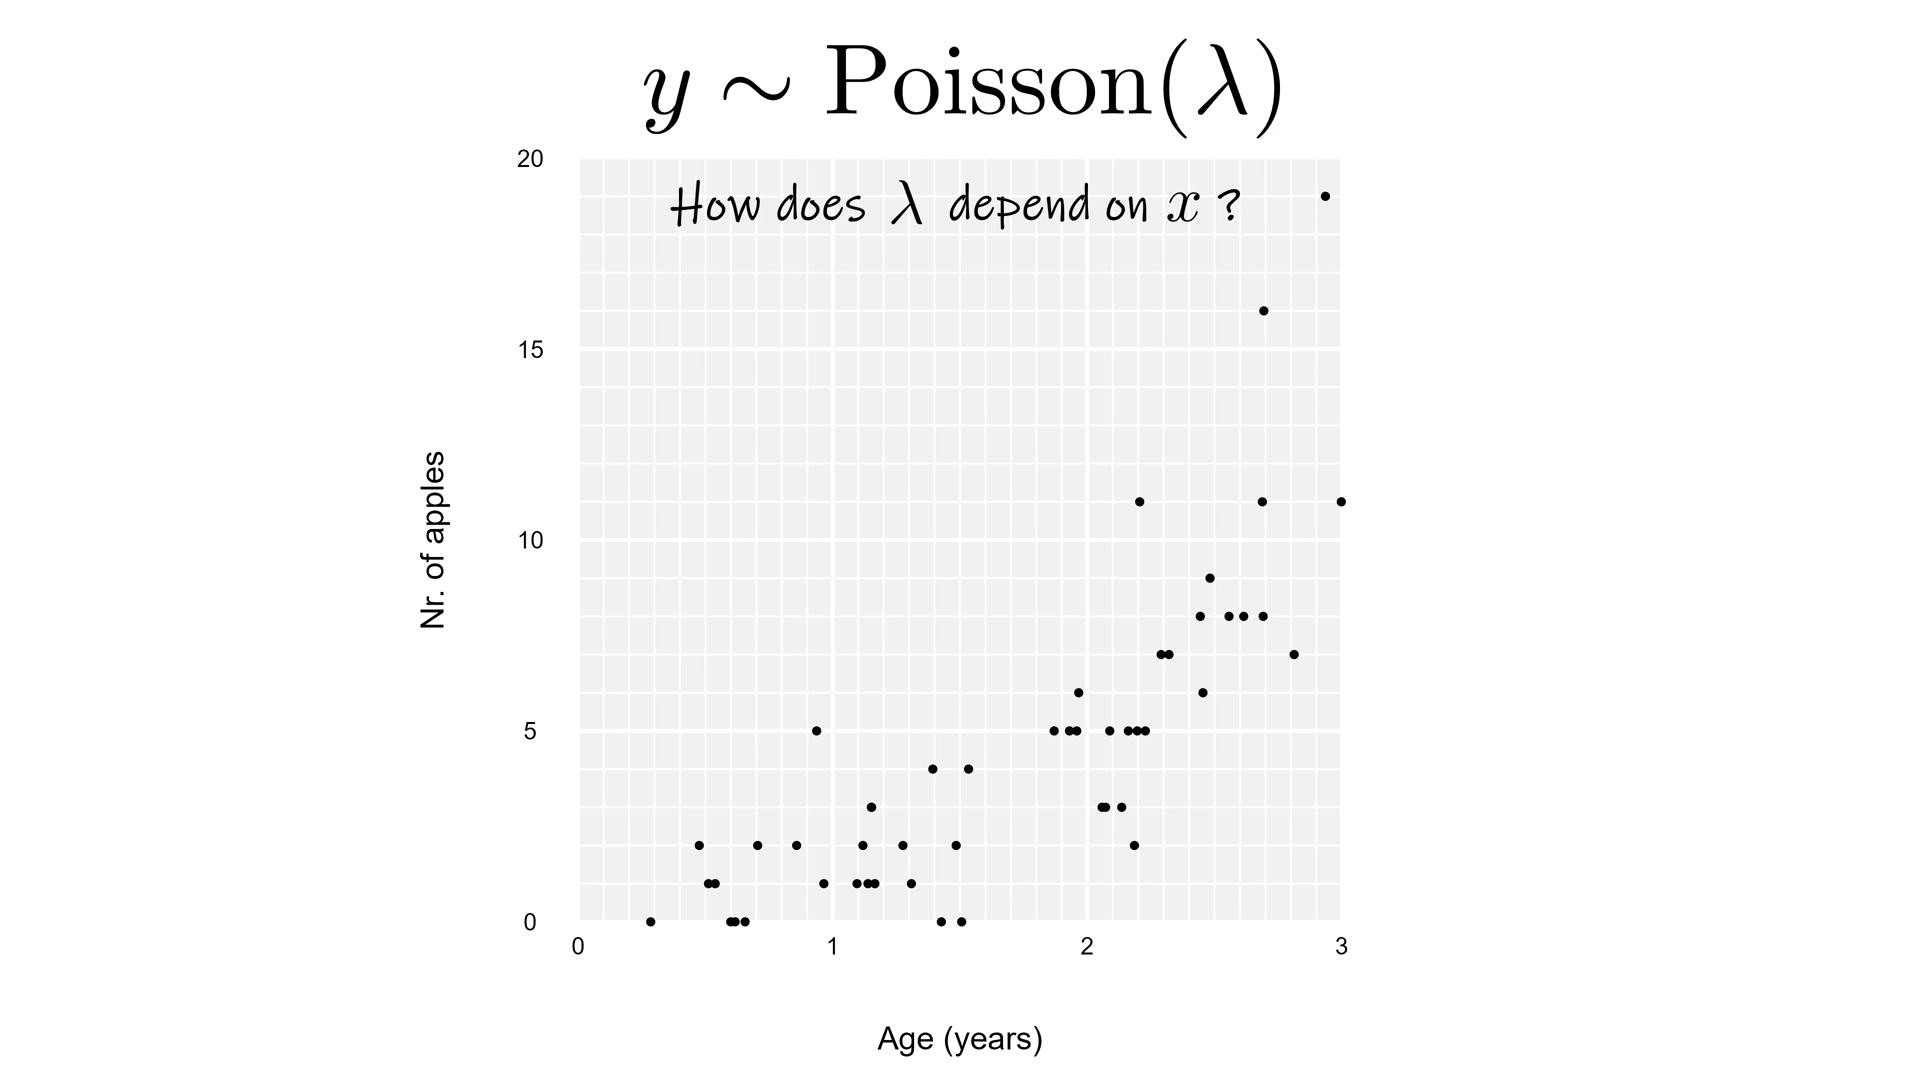 y ~ Poisson(λ)
How does λ depend on x ?
20
15
10
5
0
Nr. of apples
0 1 2 3
Age (years)